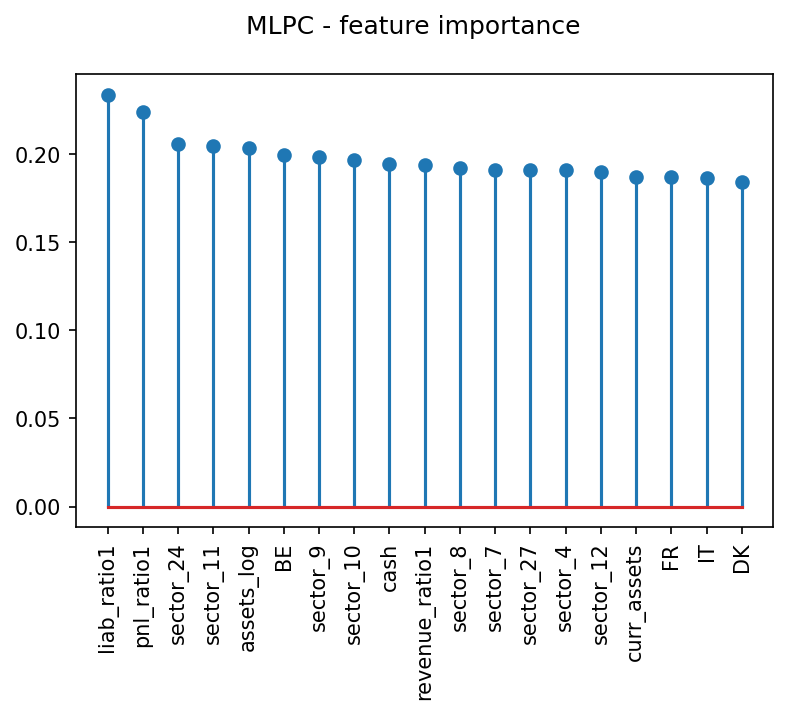 MLPC - feature importance
0.20
0.15
0.10
0.05
0.00
liab_ratio1
pnl_ratio1
sector_24
sector_11
assets_log
BE
sector_9
sector_10
cash
revenue_ratio1
sector_8
sector_7
sector_27
sector_4
sector_12
curr_assets
FR
IT
DK